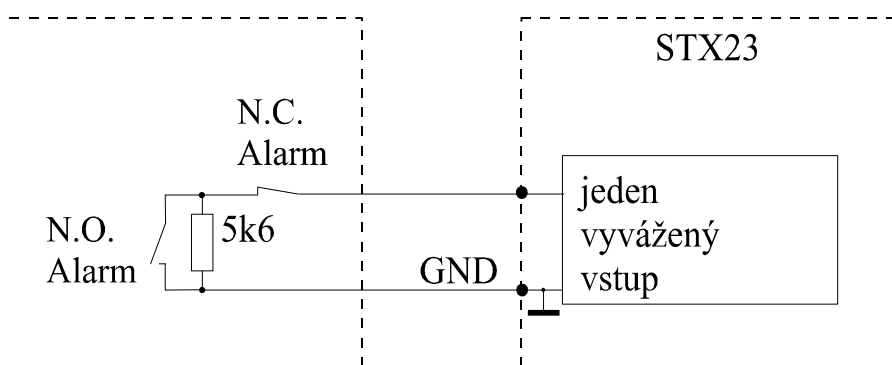 STX23
N.C.
Alarm
jeden
vyvážený
vstup
N.O.
Alarm
5k6
GND